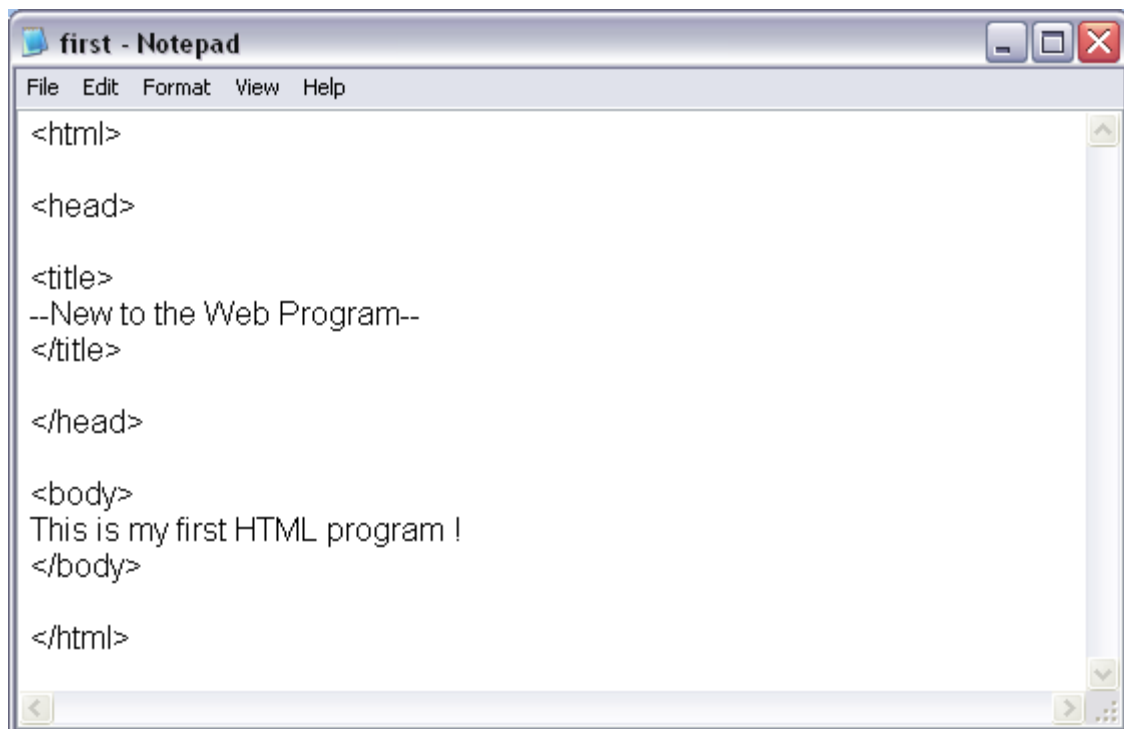 first - Notepad
File Edit Format View Help
<html>
<head>
<title>
--New to the Web Program--
</title>
</head>
<body>
This is my first HTML program !
</body>
</html>